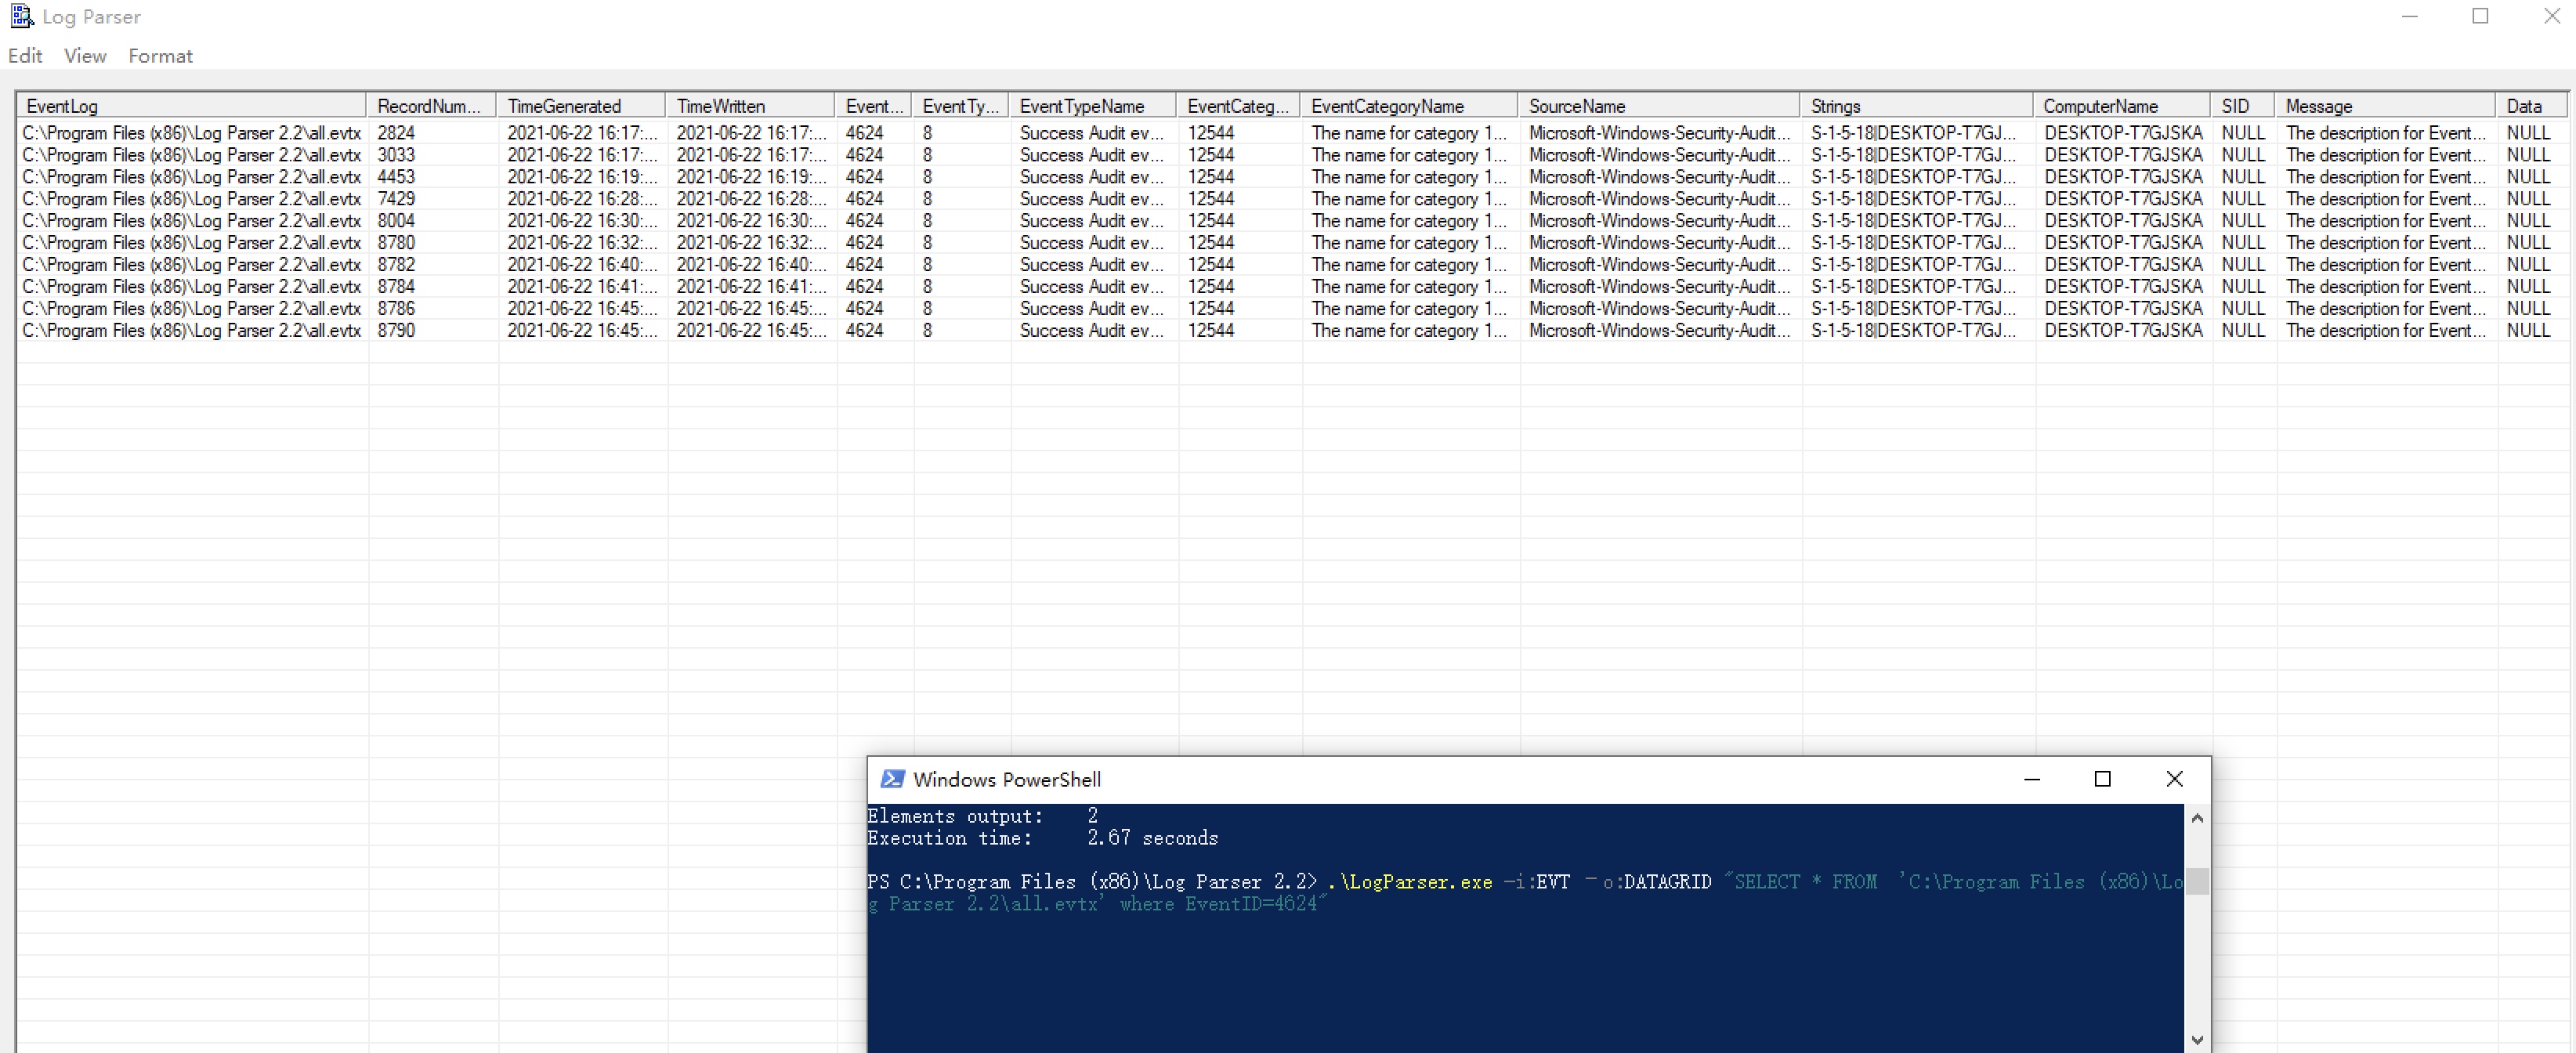 Log Parser
Edit View Format
EventLog RecordNum... TimeGenerated TimeWritten Event... EventTy... EventTypeName EventCateg... EventCategoryName SourceName Strings ComputerName SID Message Data
C:\Program Files (x86)\Log Parser 2.2\all.evtx 2824 2021-06-22 16:17:... 2021-06-22 16:17:... 4624 8 Success Audit ev... 12544 The name for category 1... Microsoft-Windows-Security-Audit... S-1-5-18|DESKTOP-T7GJ... DESKTOP-T7GJSKA NULL The description for Event... NULL
C:\Program Files (x86)\Log Parser 2.2\all.evtx 3033 2021-06-22 16:17:... 2021-06-22 16:17:... 4624 8 Success Audit ev... 12544 The name for category 1... Microsoft-Windows-Security-Audit... S-1-5-18|DESKTOP-T7GJ... DESKTOP-T7GJSKA NULL The description for Event... NULL
C:\Program Files (x86)\Log Parser 2.2\all.evtx 4453 2021-06-22 16:19:... 2021-06-22 16:19:... 4624 8 Success Audit ev... 12544 The name for category 1... Microsoft-Windows-Security-Audit... S-1-5-18|DESKTOP-T7GJ... DESKTOP-T7GJSKA NULL The description for Event... NULL
C:\Program Files (x86)\Log Parser 2.2\all.evtx 7429 2021-06-22 16:28:... 2021-06-22 16:28:... 4624 8 Success Audit ev... 12544 The name for category 1... Microsoft-Windows-Security-Audit... S-1-5-18|DESKTOP-T7GJ... DESKTOP-T7GJSKA NULL The description for Event... NULL
C:\Program Files (x86)\Log Parser 2.2\all.evtx 8004 2021-06-22 16:30:... 2021-06-22 16:30:... 4624 8 Success Audit ev... 12544 The name for category 1... Microsoft-Windows-Security-Audit... S-1-5-18|DESKTOP-T7GJ... DESKTOP-T7GJSKA NULL The description for Event... NULL
C:\Program Files (x86)\Log Parser 2.2\all.evtx 8780 2021-06-22 16:32:... 2021-06-22 16:32:... 4624 8 Success Audit ev... 12544 The name for category 1... Microsoft-Windows-Security-Audit... S-1-5-18|DESKTOP-T7GJ... DESKTOP-T7GJSKA NULL The description for Event... NULL
C:\Program Files (x86)\Log Parser 2.2\all.evtx 8782 2021-06-22 16:40:... 2021-06-22 16:40:... 4624 8 Success Audit ev... 12544 The name for category 1... Microsoft-Windows-Security-Audit... S-1-5-18|DESKTOP-T7GJ... DESKTOP-T7GJSKA NULL The description for Event... NULL
C:\Program Files (x86)\Log Parser 2.2\all.evtx 8784 2021-06-22 16:41:... 2021-06-22 16:41:... 4624 8 Success Audit ev... 12544 The name for category 1... Microsoft-Windows-Security-Audit... S-1-5-18|DESKTOP-T7GJ... DESKTOP-T7GJSKA NULL The description for Event... NULL
C:\Program Files (x86)\Log Parser 2.2\all.evtx 8786 2021-06-22 16:45:... 2021-06-22 16:45:... 4624 8 Success Audit ev... 12544 The name for category 1... Microsoft-Windows-Security-Audit... S-1-5-18|DESKTOP-T7GJ... DESKTOP-T7GJSKA NULL The description for Event... NULL
C:\Program Files (x86)\Log Parser 2.2\all.evtx 8790 2021-06-22 16:45:... 2021-06-22 16:45:... 4624 8 Success Audit ev... 12544 The name for category 1... Microsoft-Windows-Security-Audit... S-1-5-18|DESKTOP-T7GJ... DESKTOP-T7GJSKA NULL The description for Event... NULL
Windows PowerShell
Elements output: 2
Execution time: 2.67 seconds
PS C:\Program Files (x86)\Log Parser 2.2> .\LogParser.exe -i:EVT –o:DATAGRID "SELECT * FROM 'C:\Program Files (x86)\Lo
g Parser 2.2\all.evtx' where EventID=4624"